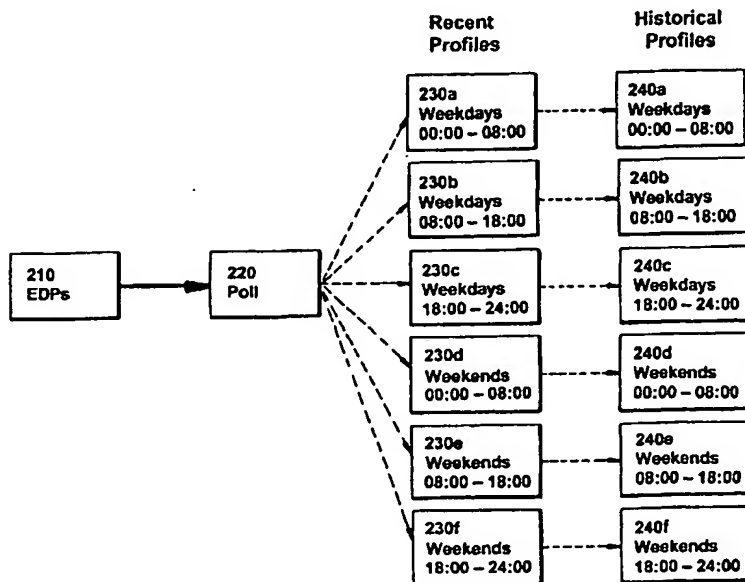 Recent
Profiles
Historical
Profiles
230a
Weekdays
00:00 – 08:00
240a
Weekdays
00:00 – 08:00
230b
Weekdays
08:00 – 18:00
240b
Weekdays
08:00 – 18:00
210
EDPs
220
Poll
230c
Weekdays
18:00 – 24:00
240c
Weekdays
18:00 – 24:00
230d
Weekends
00:00 – 08:00
240d
Weekends
00:00 – 08:00
230e
Weekends
08:00 – 18:00
240e
Weekends
08:00 – 18:00
230f
Weekends
18:00 – 24:00
240f
Weekends
18:00 – 24:00